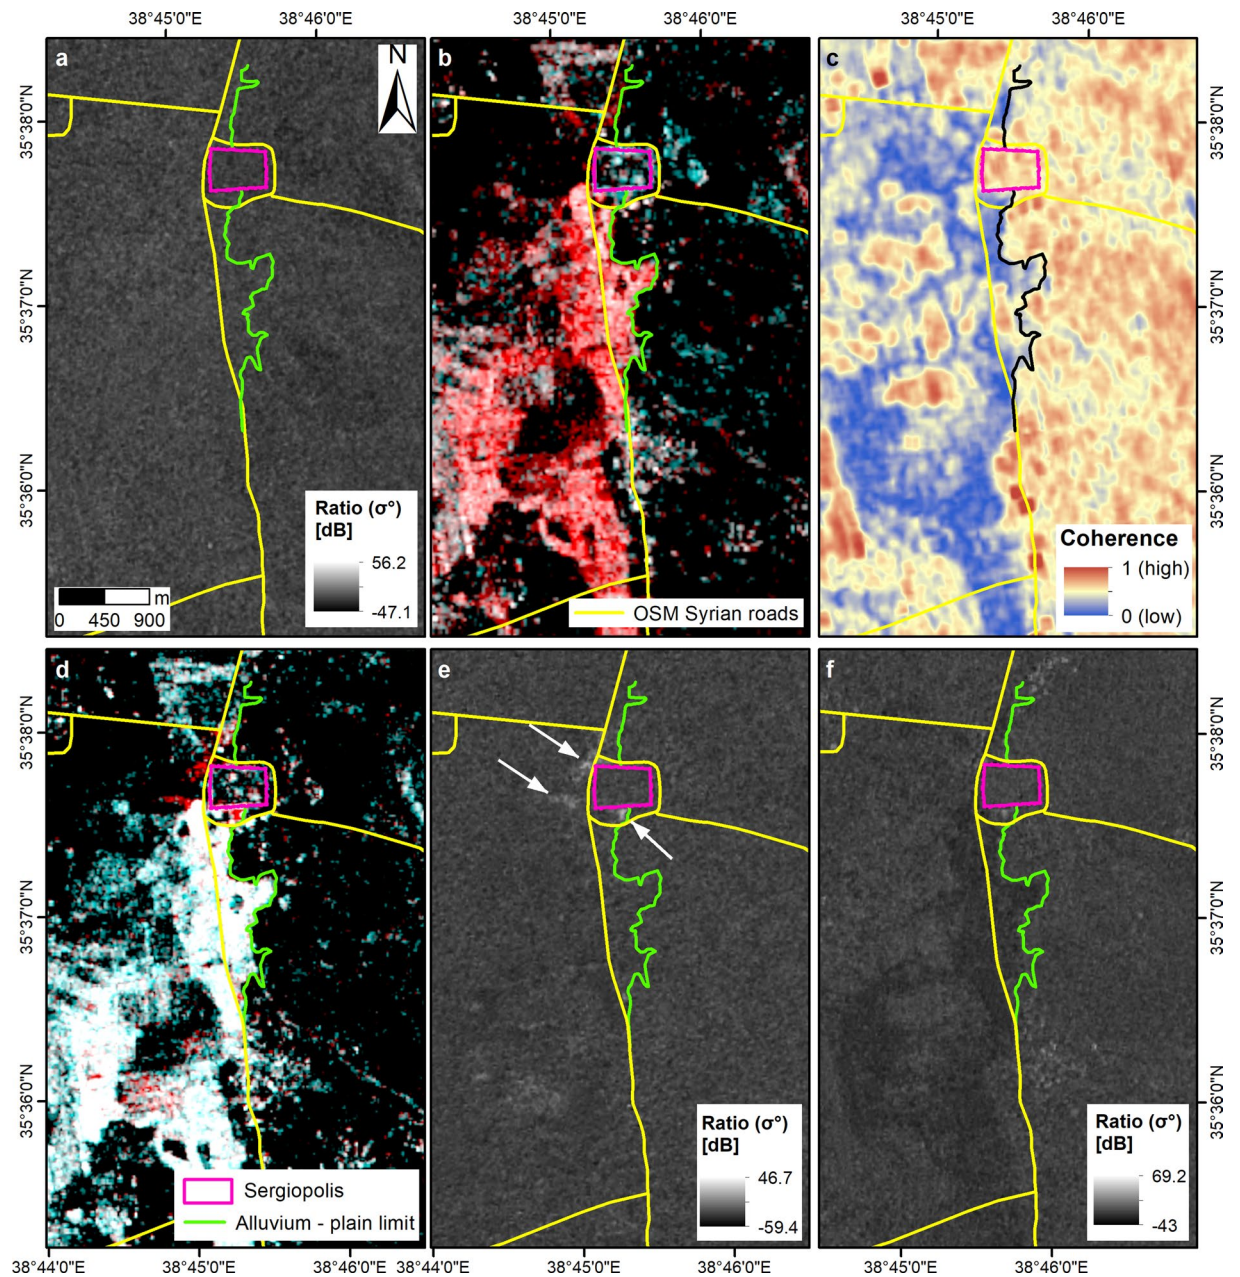 38°45'0"E 38°46'0"E 38°45'0"E 38°46'0"E 38°45'0"E 38°46'0"E
a
N
b
c
35°38'0"N
35°38'0"N
35°37'0"N
35°37'0"N
35°36'0"N
35°36'0"N
Ratio (σ°)
[dB]
56.2
-47.1
m
0 450 900
OSM Syrian roads
Coherence
1 (high)
0 (low)
d
e
f
35°38'0"N
35°38'0"N
35°37'0"N
35°37'0"N
35°36'0"N
35°36'0"N
Sergiopolis
Alluvium - plain limit
Ratio (σ°)
[dB]
46.7
-59.4
Ratio (σ°)
[dB]
69.2
-43
38°44'0"E 38°45'0"E 38°46'0"E 38°44'0"E 38°45'0"E 38°46'0"E 38°45'0"E 38°46'0"E